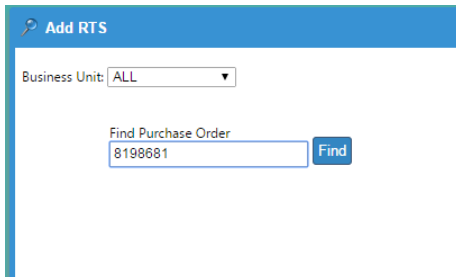 Add RTS
Business Unit: ALL
Find Purchase Order
8198681 Find